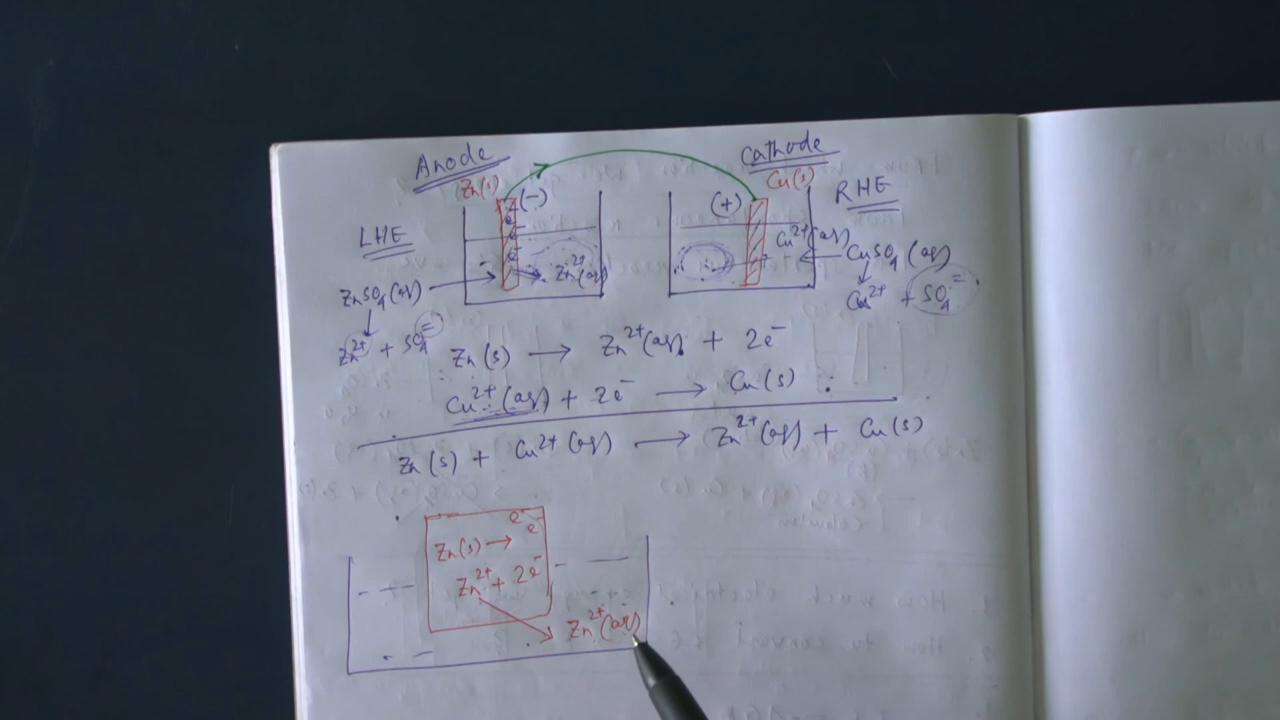 Anode
Cathode
Zn(s)
Cu(s)
(-)
(+)
RHE
LHE
e⁻
e⁻
Zn²⁺(aq)
Cu²⁺(aq)
CuSO₄(aq)
ZnSO₄(aq)
Cu²⁺ + SO₄⁼
Zn²⁺ + SO₄⁼
Zn(s) → Zn²⁺(aq) + 2e⁻
Cu²⁺(aq) + 2e⁻ → Cu(s)
Zn(s) + Cu²⁺(aq) → Zn²⁺(aq) + Cu(s)
e⁻
e⁻
Zn(s) →
Zn²⁺ + 2e⁻
Zn²⁺(aq)